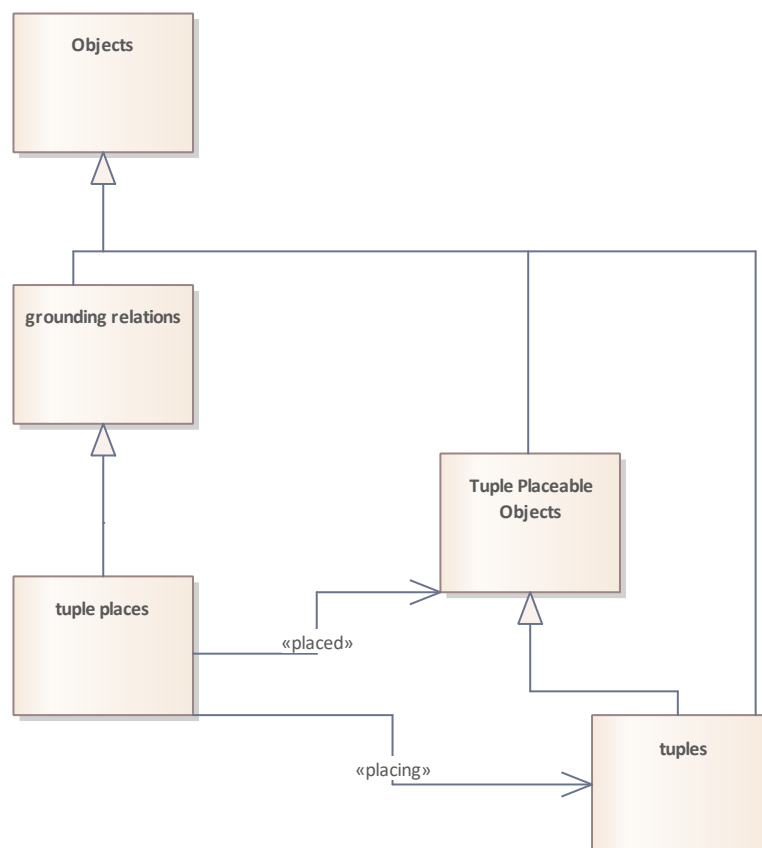 Objects
grounding relations
Tuple Placeable
Objects
tuple places
«placed»
tuples
«placing»